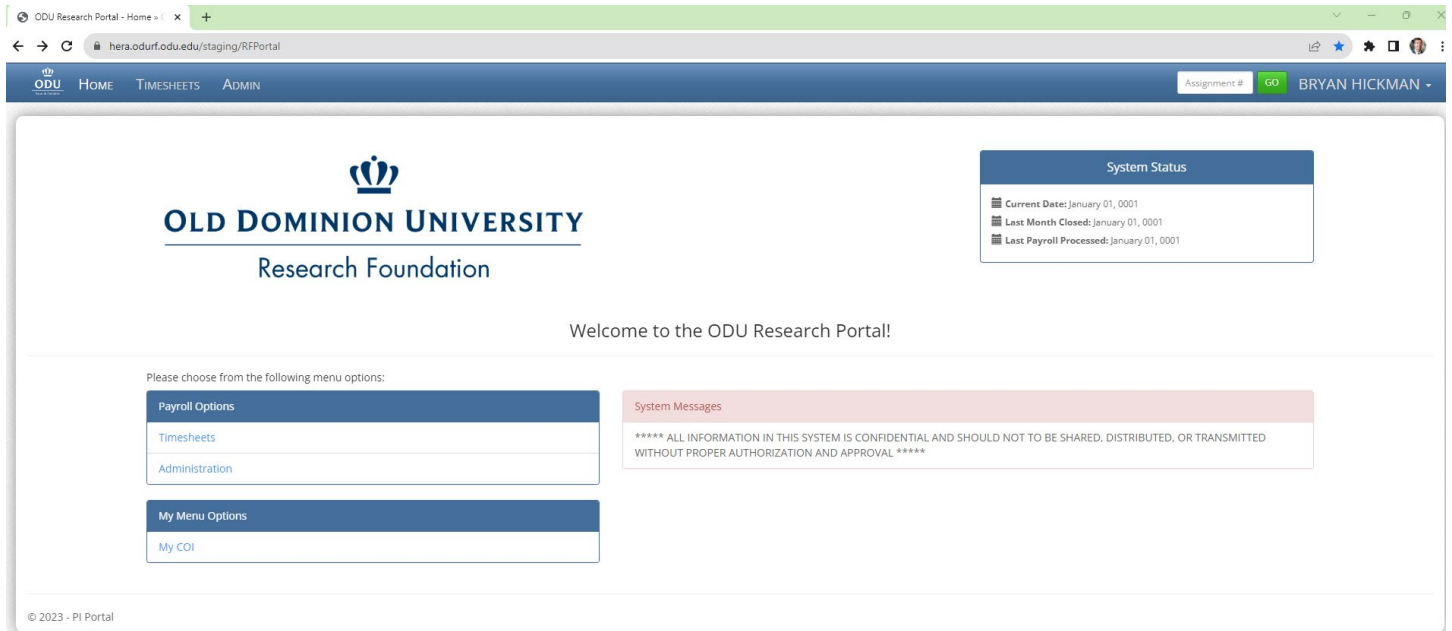 ODU Research Portal - Home »
hera.odurf.odu.edu/staging/RFPortal
ODU HOME TIMESHEETS ADMIN Assignment # GO BRYAN HICKMAN
OLD DOMINION UNIVERSITY
Research Foundation
System Status
Current Date: January 01, 0001
Last Month Closed: January 01, 0001
Last Payroll Processed: January 01, 0001
Welcome to the ODU Research Portal!
Please choose from the following menu options:
Payroll Options
Timesheets
Administration
My Menu Options
My COI
System Messages
***** ALL INFORMATION IN THIS SYSTEM IS CONFIDENTIAL AND SHOULD NOT TO BE SHARED, DISTRIBUTED, OR TRANSMITTED
WITHOUT PROPER AUTHORIZATION AND APPROVAL *****
© 2023 - PI Portal